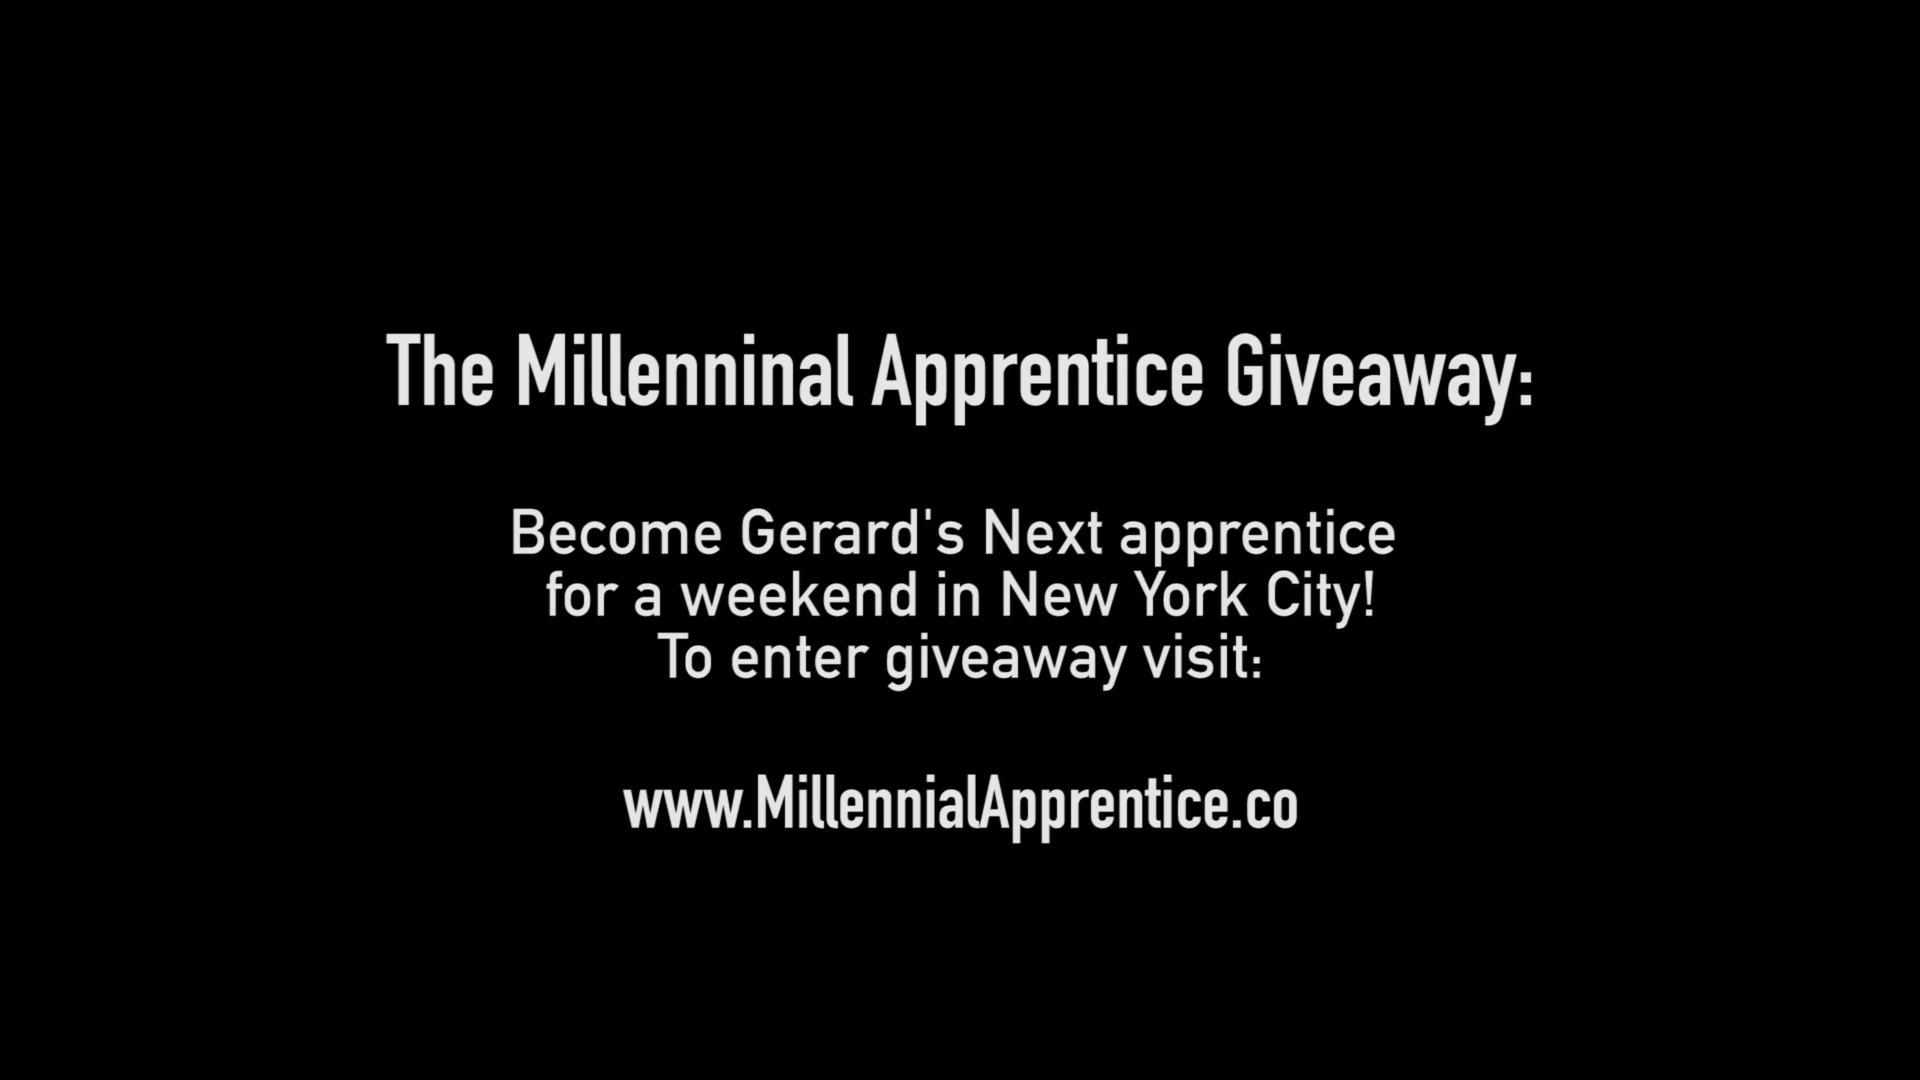 The Millenninal Apprentice Giveaway:
Become Gerard's Next apprentice
for a weekend in New York City!
To enter giveaway visit:
www.MillennialApprentice.co